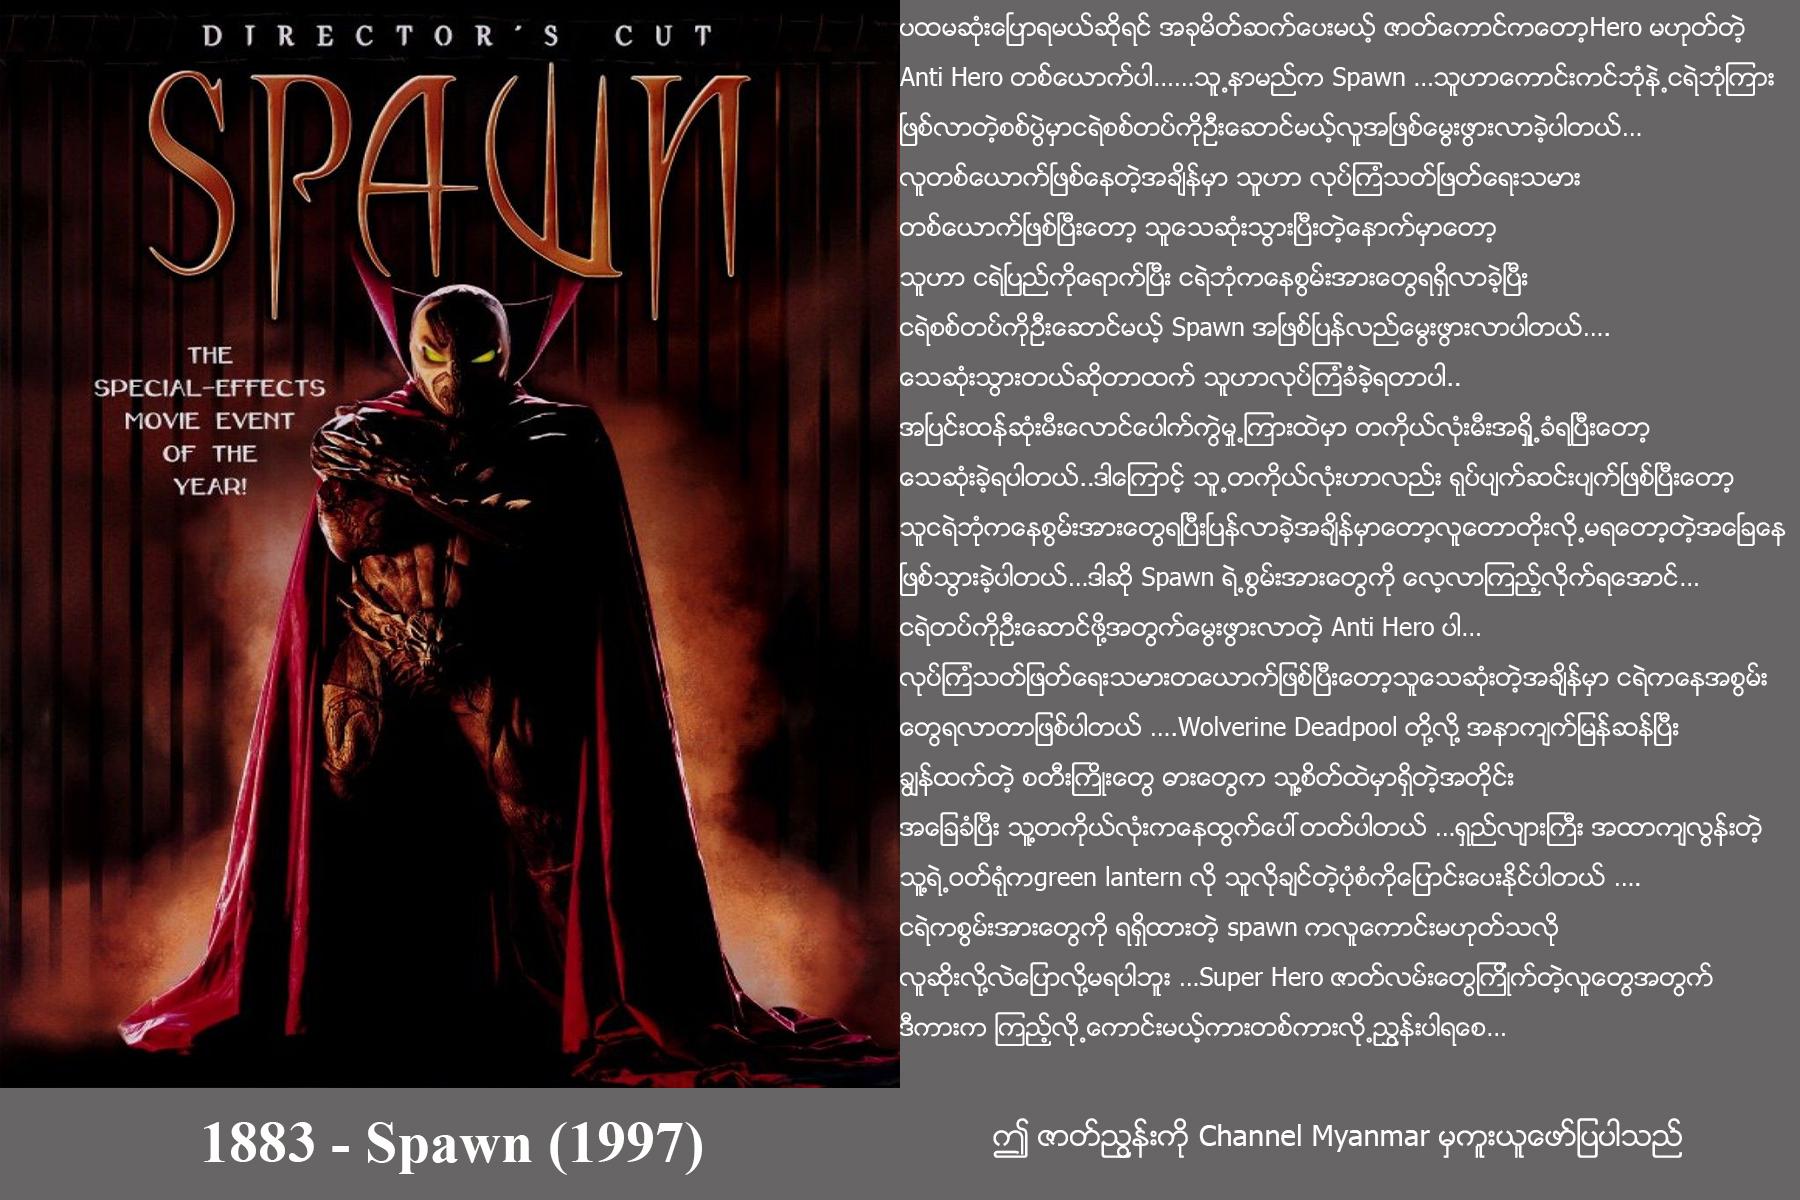 DIRECTOR'S CUT
SPAWN
THE
SPECIAL-EFFECTS
MOVIE EVENT
OF THE
YEAR!
ပထမဆုံးပြောရမယ်ဆိုရင် အခုမိတ်ဆက်ပေးမယ့် ဇာတ်ကောင်ကတော့Hero မဟုတ်တဲ့
Anti Hero တစ်ယောက်ပါ......သူ့နာမည်က Spawn ...သူဟာကောင်းကင်ဘုံနဲ့ငရဲဘုံကြား
ဖြစ်လာတဲ့စစ်ပွဲမှာငရဲစစ်တပ်ကိုဦးဆောင်မယ့်လူအဖြစ်မွေးဖွားလာခဲ့ပါတယ်...
လူတစ်ယောက်ဖြစ်နေတဲ့အချိန်မှာ သူဟာ လုပ်ကြံသတ်ဖြတ်ရေးသမား
တစ်ယောက်ဖြစ်ပြီးတော့ သူသေဆုံးသွားပြီးတဲ့နောက်မှာတော့
သူဟာ ငရဲပြည်ကိုရောက်ပြီး ငရဲဘုံကနေစွမ်းအားတွေရရှိလာခဲ့ပြီး
ငရဲစစ်တပ်ကိုဦးဆောင်မယ့် Spawn အဖြစ်ပြန်လည်မွေးဖွားလာပါတယ်....
သေဆုံးသွားတယ်ဆိုတာထက် သူဟာလုပ်ကြံခံခဲ့ရတာပါ..
အပြင်းထန်ဆုံးမီးလောင်ပေါက်ကွဲမှု့ကြားထဲမှာ တကိုယ်လုံးမီးအရှို့ခံရပြီးတော့
သေဆုံးခဲ့ရပါတယ်..ဒါကြောင့် သူ့တကိုယ်လုံးဟာလည်း ရုပ်ပျက်ဆင်းပျက်ဖြစ်ပြီးတော့
သူငရဲဘုံကနေစွမ်းအားတွေရပြီးပြန်လာခဲ့အချိန်မှာတော့လူတောတိုးလို့မရတော့တဲ့အခြေနေ
ဖြစ်သွားခဲ့ပါတယ်...ဒါဆို Spawn ရဲ့စွမ်းအားတွေကို လေ့လာကြည့်လိုက်ရအောင်...
ငရဲတပ်ကိုဦးဆောင်ဖို့အတွက်မွေးဖွားလာတဲ့ Anti Hero ပါ...
လုပ်ကြံသတ်ဖြတ်ရေးသမားတယောက်ဖြစ်ပြီးတော့သူသေဆုံးတဲ့အချိန်မှာ ငရဲကနေအစွမ်း
တွေရလာတာဖြစ်ပါတယ် ....Wolverine Deadpool တို့လို့ အနာကျက်မြန်ဆန်ပြီး
ချွန်ထက်တဲ့ စတီးကြိုးတွေ ဓားတွေက သူ့စိတ်ထဲမှာရှိတဲ့အတိုင်း
အခြေခံပြီး သူ့တကိုယ်လုံးကနေထွက်ပေါ်တတ်ပါတယ် ...ရှည်လျားကြီး အထာကျလွန်းတဲ့
သူ့ရဲ့ဝတ်ရုံကgreen lantern လို သူလိုချင်တဲ့ပုံစံကိုပြောင်းပေးနိုင်ပါတယ် ....
ငရဲကစွမ်းအားတွေကို ရရှိထားတဲ့ spawn ကလူကောင်းမဟုတ်သလို
လူဆိုးလို့လဲပြောလို့မရပါဘူး ...Super Hero ဇာတ်လမ်းတွေကြိုက်တဲ့လူတွေအတွက်
ဒီကားက ကြည့်လို့ကောင်းမယ့်ကားတစ်ကားလို့ညွှန်းပါရစေ...
1883 - Spawn (1997)
ဤ ဇာတ်ညွှန်းကို Channel Myanmar မှကူးယူဖော်ပြပါသည်